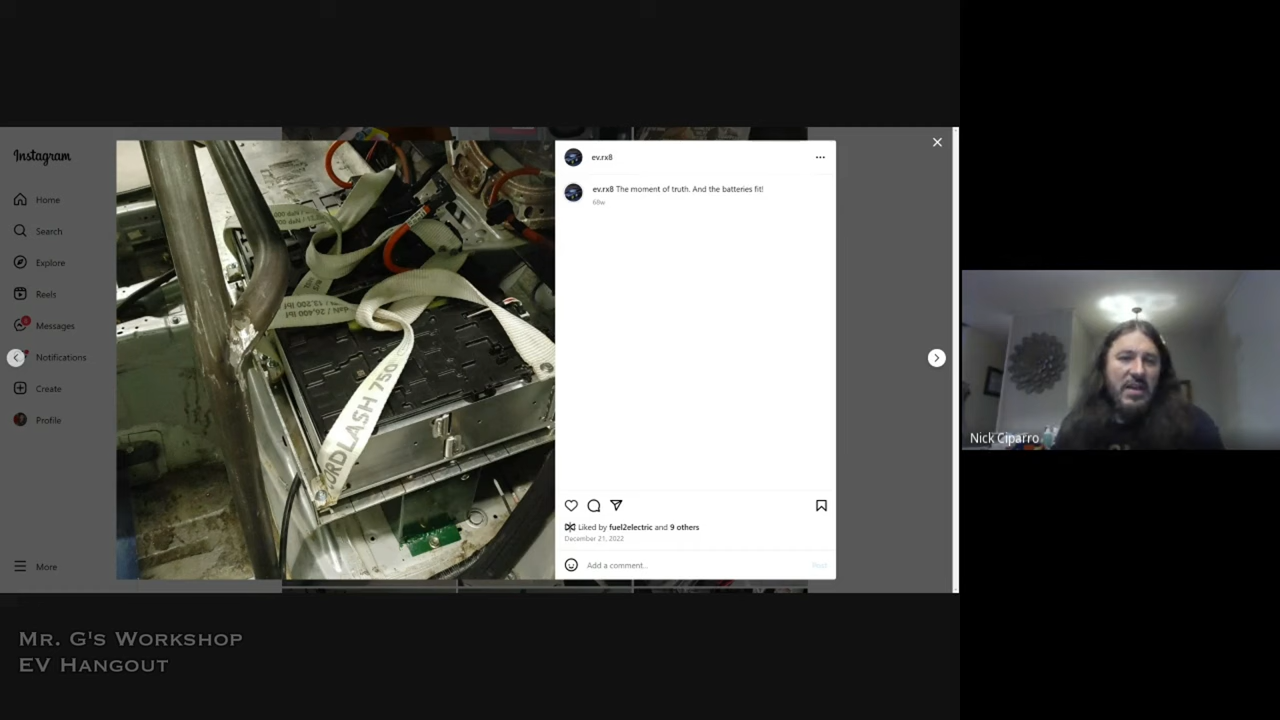 Instagram
Home
Search
Explore
Reels
Messages
Notifications
Create
Profile
More
CORDLASH 750
ev.rx8
ev.rx8 The moment of truth. And the batteries fit!
68w
Liked by fuel2electric and 9 others
December 21, 2022
Add a comment...
Post
Nick Ciparro
Mr. G's Workshop
EV Hangout